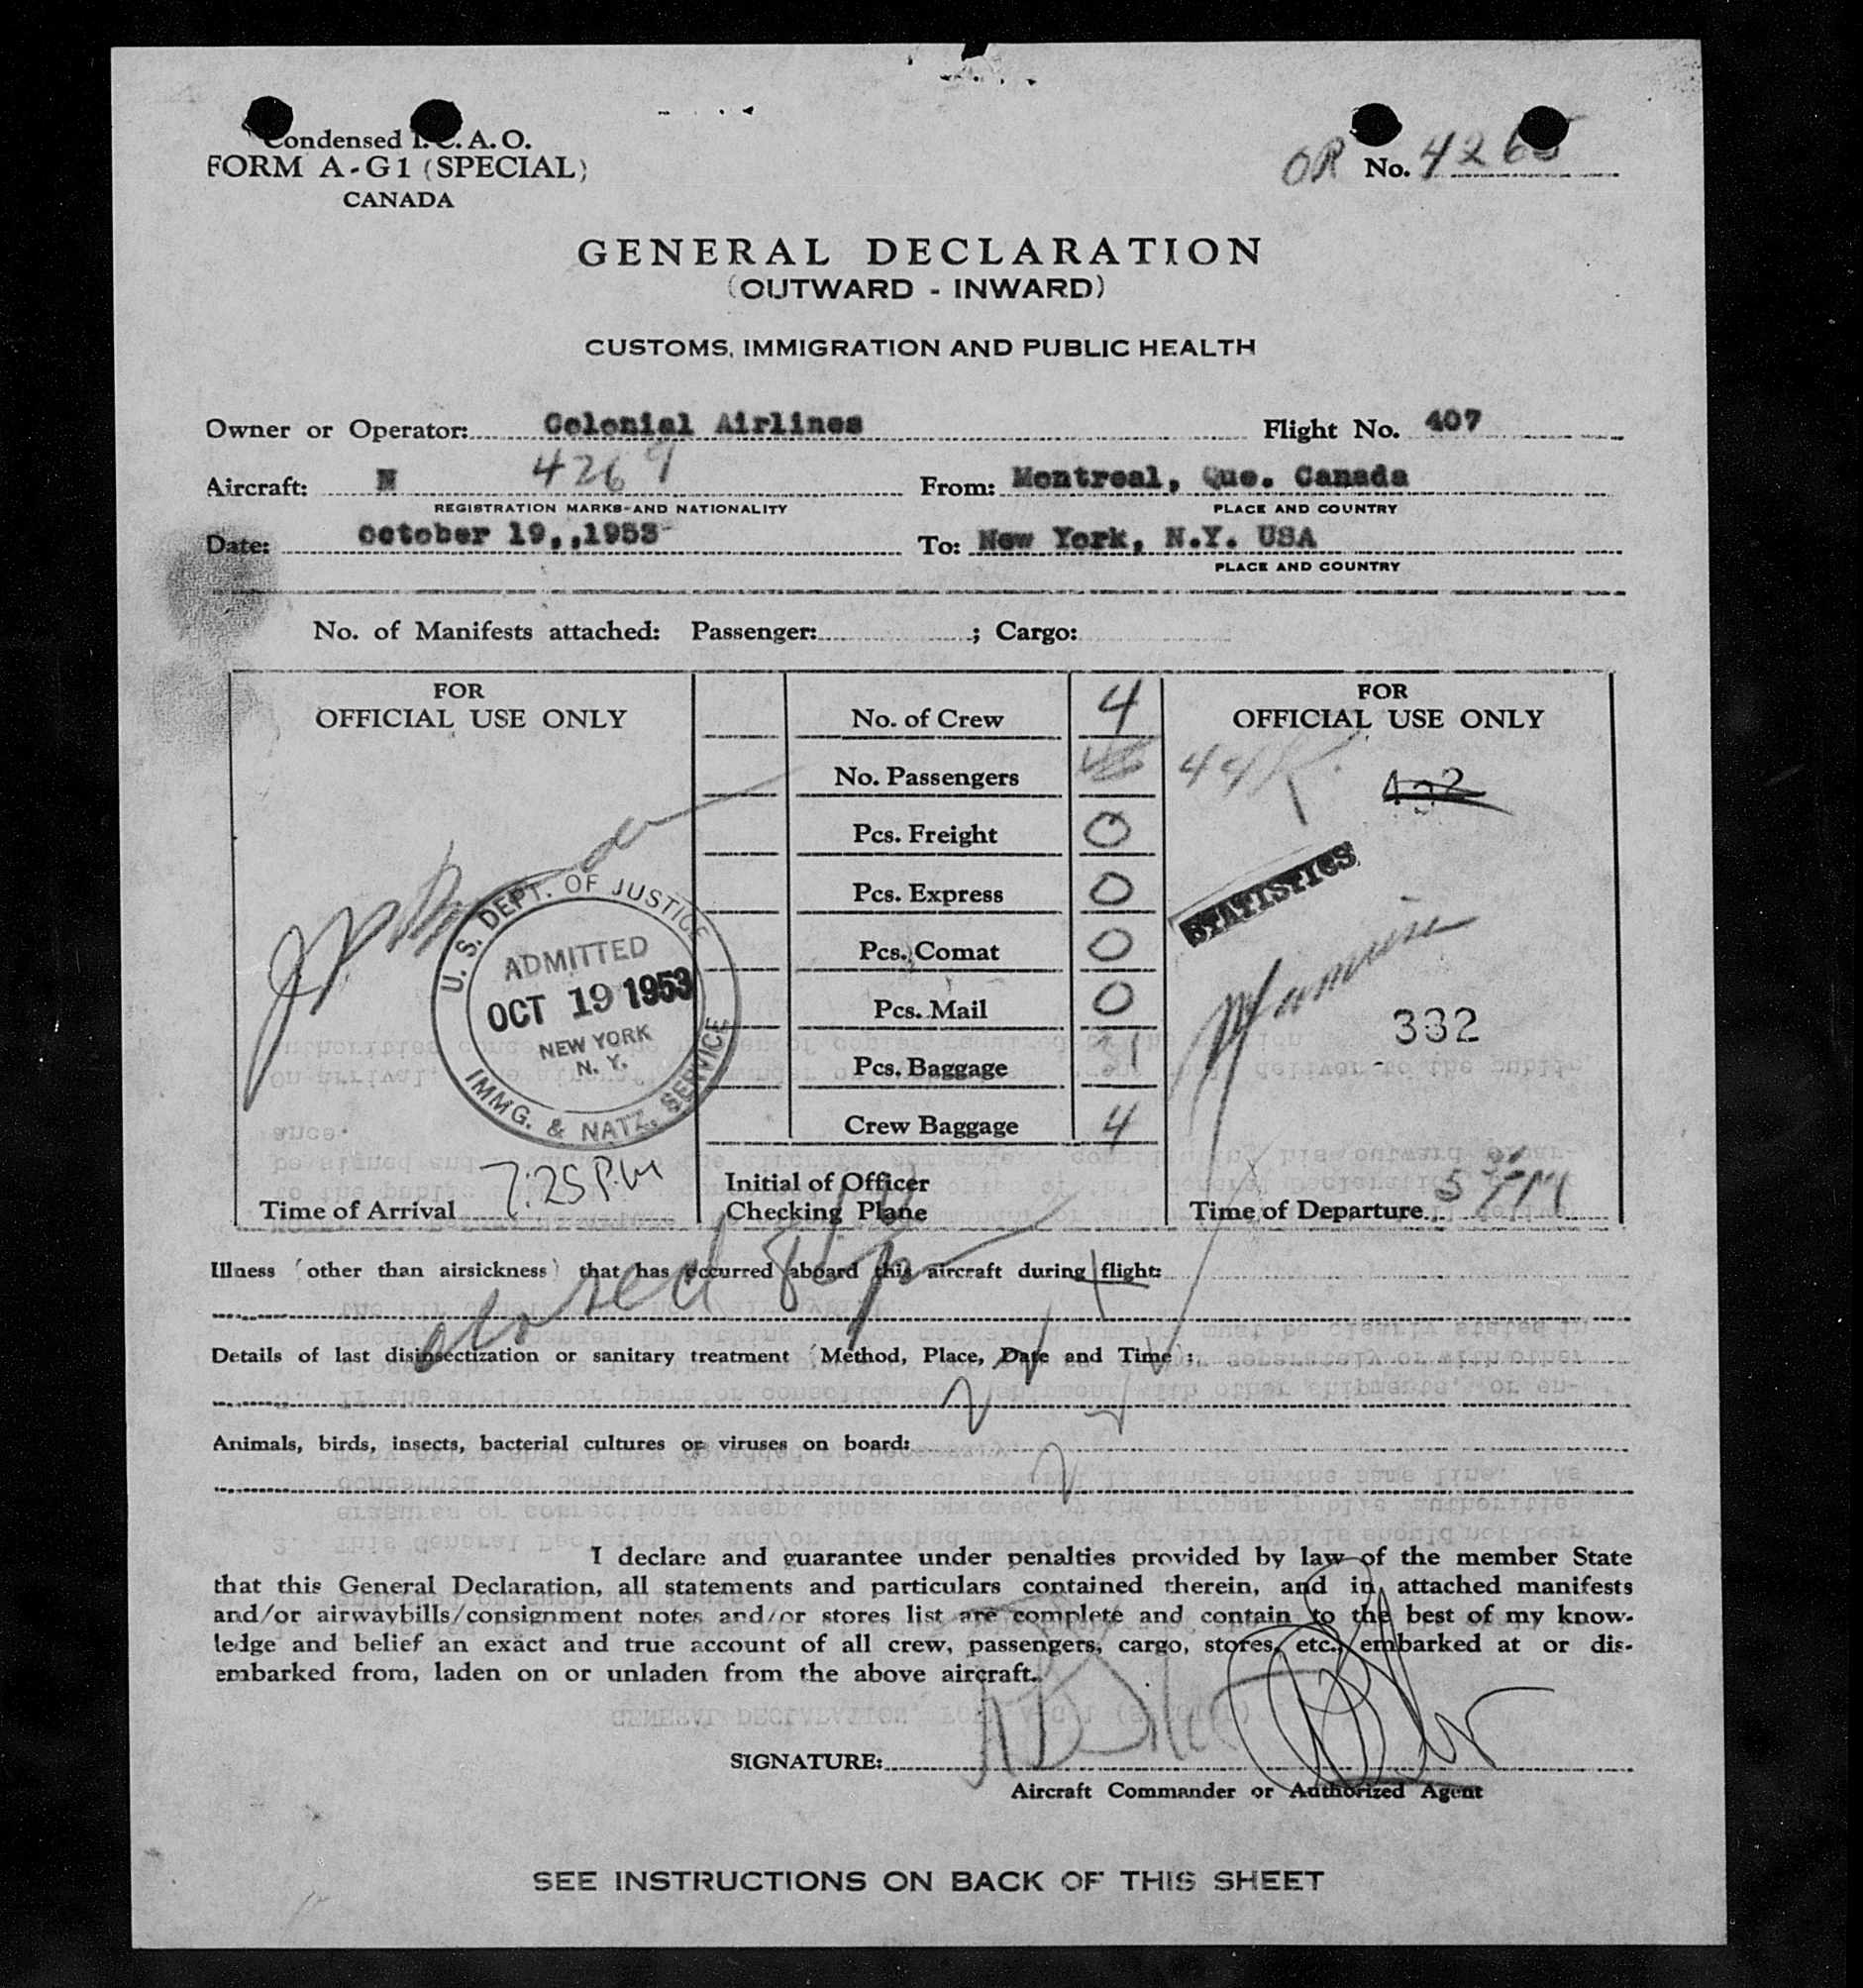 Condensed I.C.A.O.
FORM A-G1 (SPECIAL)
CANADA
OR No. 426
GENERAL DECLARATION
(OUTWARD - INWARD)
CUSTOMS, IMMIGRATION AND PUBLIC HEALTH
Owner or Operator: Colonial Airlines Flight No. 407
Aircraft: N 4269 From: Montreal, Que. Canada
REGISTRATION MARKS AND NATIONALITY PLACE AND COUNTRY
Date: October 19,,1953 To: New York, N.Y. USA
PLACE AND COUNTRY
No. of Manifests attached: Passenger: ; Cargo:
FOR
OFFICIAL USE ONLY
U. S. DEPT. OF JUSTICE
ADMITTED
OCT 19 1953
NEW YORK
N. Y.
IMMG. & NATZ. SERVICE
Time of Arrival 7:25 P.M
No. of Crew 4
No. Passengers
Pcs. Freight 0
Pcs. Express 0
Pcs. Comat 0
Pcs. Mail 0
Pcs. Baggage
Crew Baggage 4
Initial of Officer
Checking Plane
FOR
OFFICIAL USE ONLY
44
STATISTICS
332
Time of Departure
Illness (other than airsickness) that has occurred aboard this aircraft during flight:
Details of last disinsectization or sanitary treatment (Method, Place, Date and Time):
Animals, birds, insects, bacterial cultures or viruses on board:
I declare and guarantee under penalties provided by law of the member State
that this General Declaration, all statements and particulars contained therein, and in attached manifests
and/or airwaybills/consignment notes and/or stores list are complete and contain to the best of my know-
ledge and belief an exact and true account of all crew, passengers, cargo, stores, etc., embarked at or dis-
embarked from, laden on or unladen from the above aircraft.
SIGNATURE:
Aircraft Commander or Authorized Agent
SEE INSTRUCTIONS ON BACK OF THIS SHEET